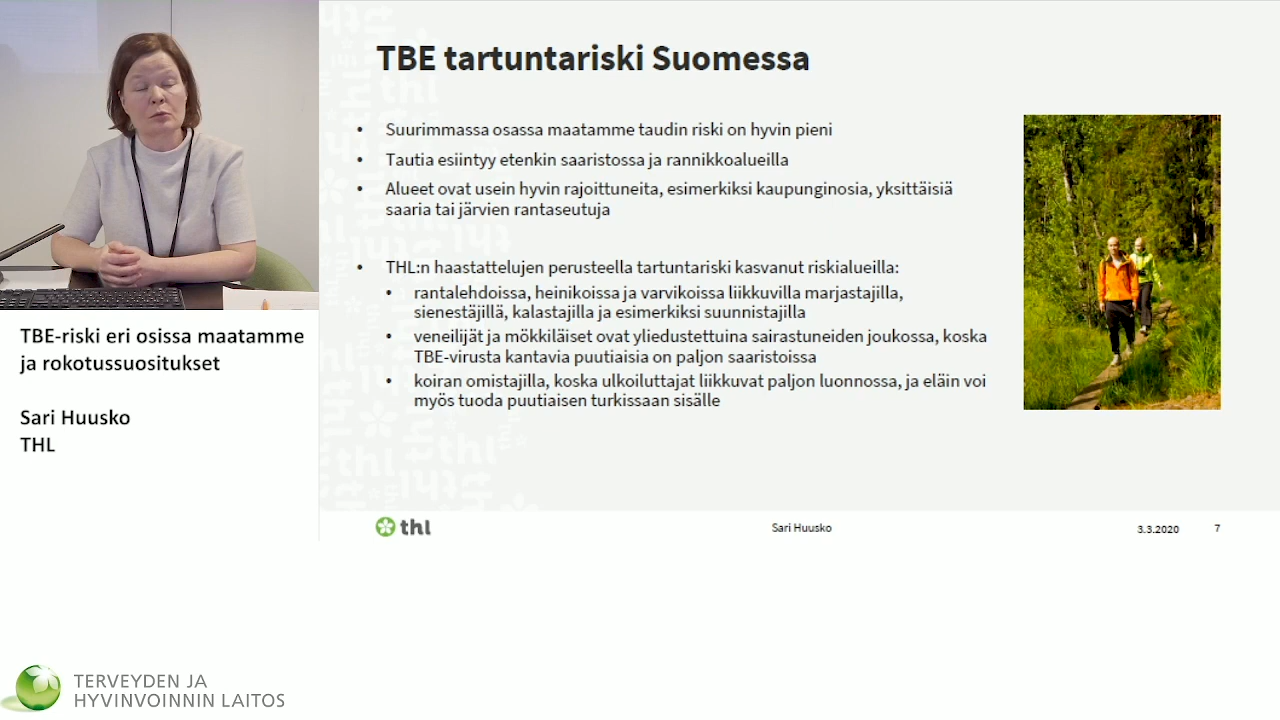 TBE tartuntariski Suomessa
• Suurimmassa osassa maatamme taudin riski on hyvin pieni
• Tautia esiintyy etenkin saaristossa ja rannikkoalueilla
• Alueet ovat usein hyvin rajoittuneita, esimerkiksi kaupunginosia, yksittäisiä
saaria tai järvien rantaseutuja
• THL:n haastattelujen perusteella tartuntariski kasvanut riskialueilla:
• rantalehdoissa, heinikoissa ja varvikoissa liikkuvilla marjastajilla,
sienestäjillä, kalastajilla ja esimerkiksi suunnistajilla
• veneilijät ja mökkiläiset ovat yliedustettuina sairastuneiden joukossa, koska
TBE-virusta kantavia puutiaisia on paljon saaristoissa
• koiran omistajilla, koska ulkoiluttajat liikkuvat paljon luonnossa, ja eläin voi
myös tuoda puutiaisen turkissaan sisälle
thl
Sari Huusko
3.3.2020
7
TBE-riski eri osissa maatamme
ja rokotussuositukset
Sari Huusko
THL
TERVEYDEN JA
HYVINVOINNIN LAITOS